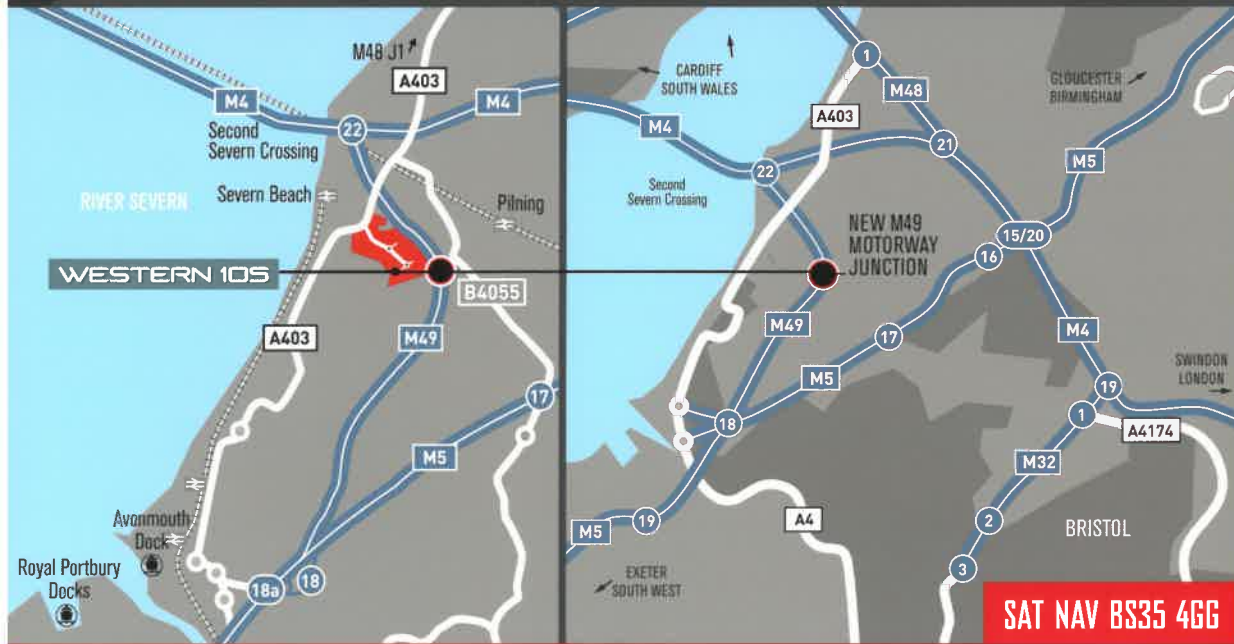 M48 J1
A403
M4
M4
22
Second
Severn Crossing
RIVER SEVERN
Severn Beach
Pilning
WESTERN 105
B4055
A403
M49
17
M5
Avonmouth
Dock
Royal Portbury
Docks
18a
18
1
CARDIFF
SOUTH WALES
M48
GLOUCESTER
BIRMINGHAM
A403
M4
21
M5
22
Second
Severn Crossing
NEW M49
MOTORWAY
JUNCTION
15/20
16
M49
17
M4
M5
SWINDON
LONDON
19
18
1
A4174
M32
M5
19
A4
2
BRISTOL
3
EXETER
SOUTH WEST
SAT NAV BS35 4GG